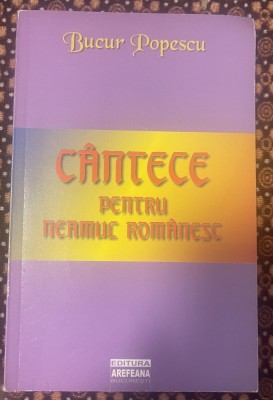 Bucur Popescu
CÂNTECE
PENTRU
NEAMUL ROMÂNESC
EDITURA
AREFEANA
BUCUREȘTI